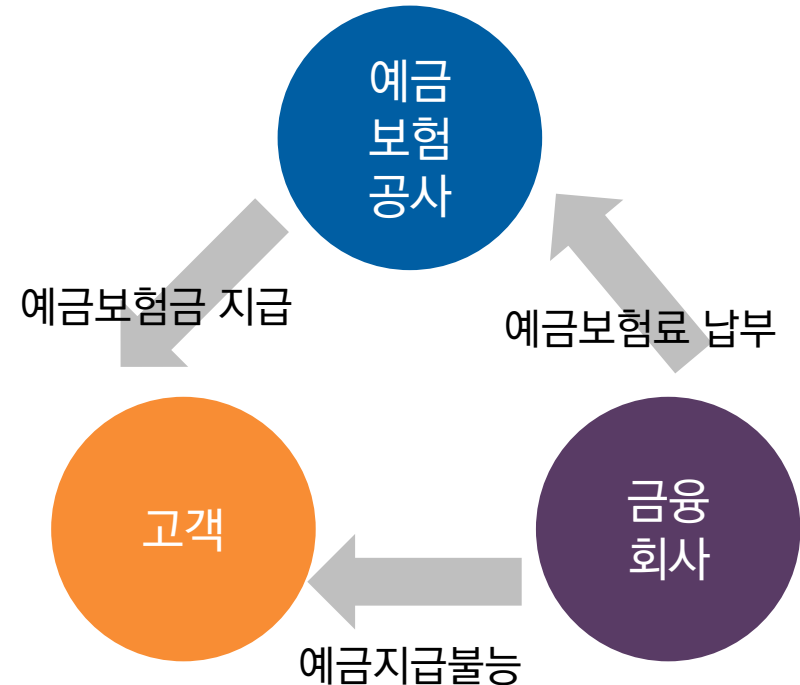 예금
보험
공사
예금보험금 지급
예금보험료 납부
고객
금융
회사
예금지급불능